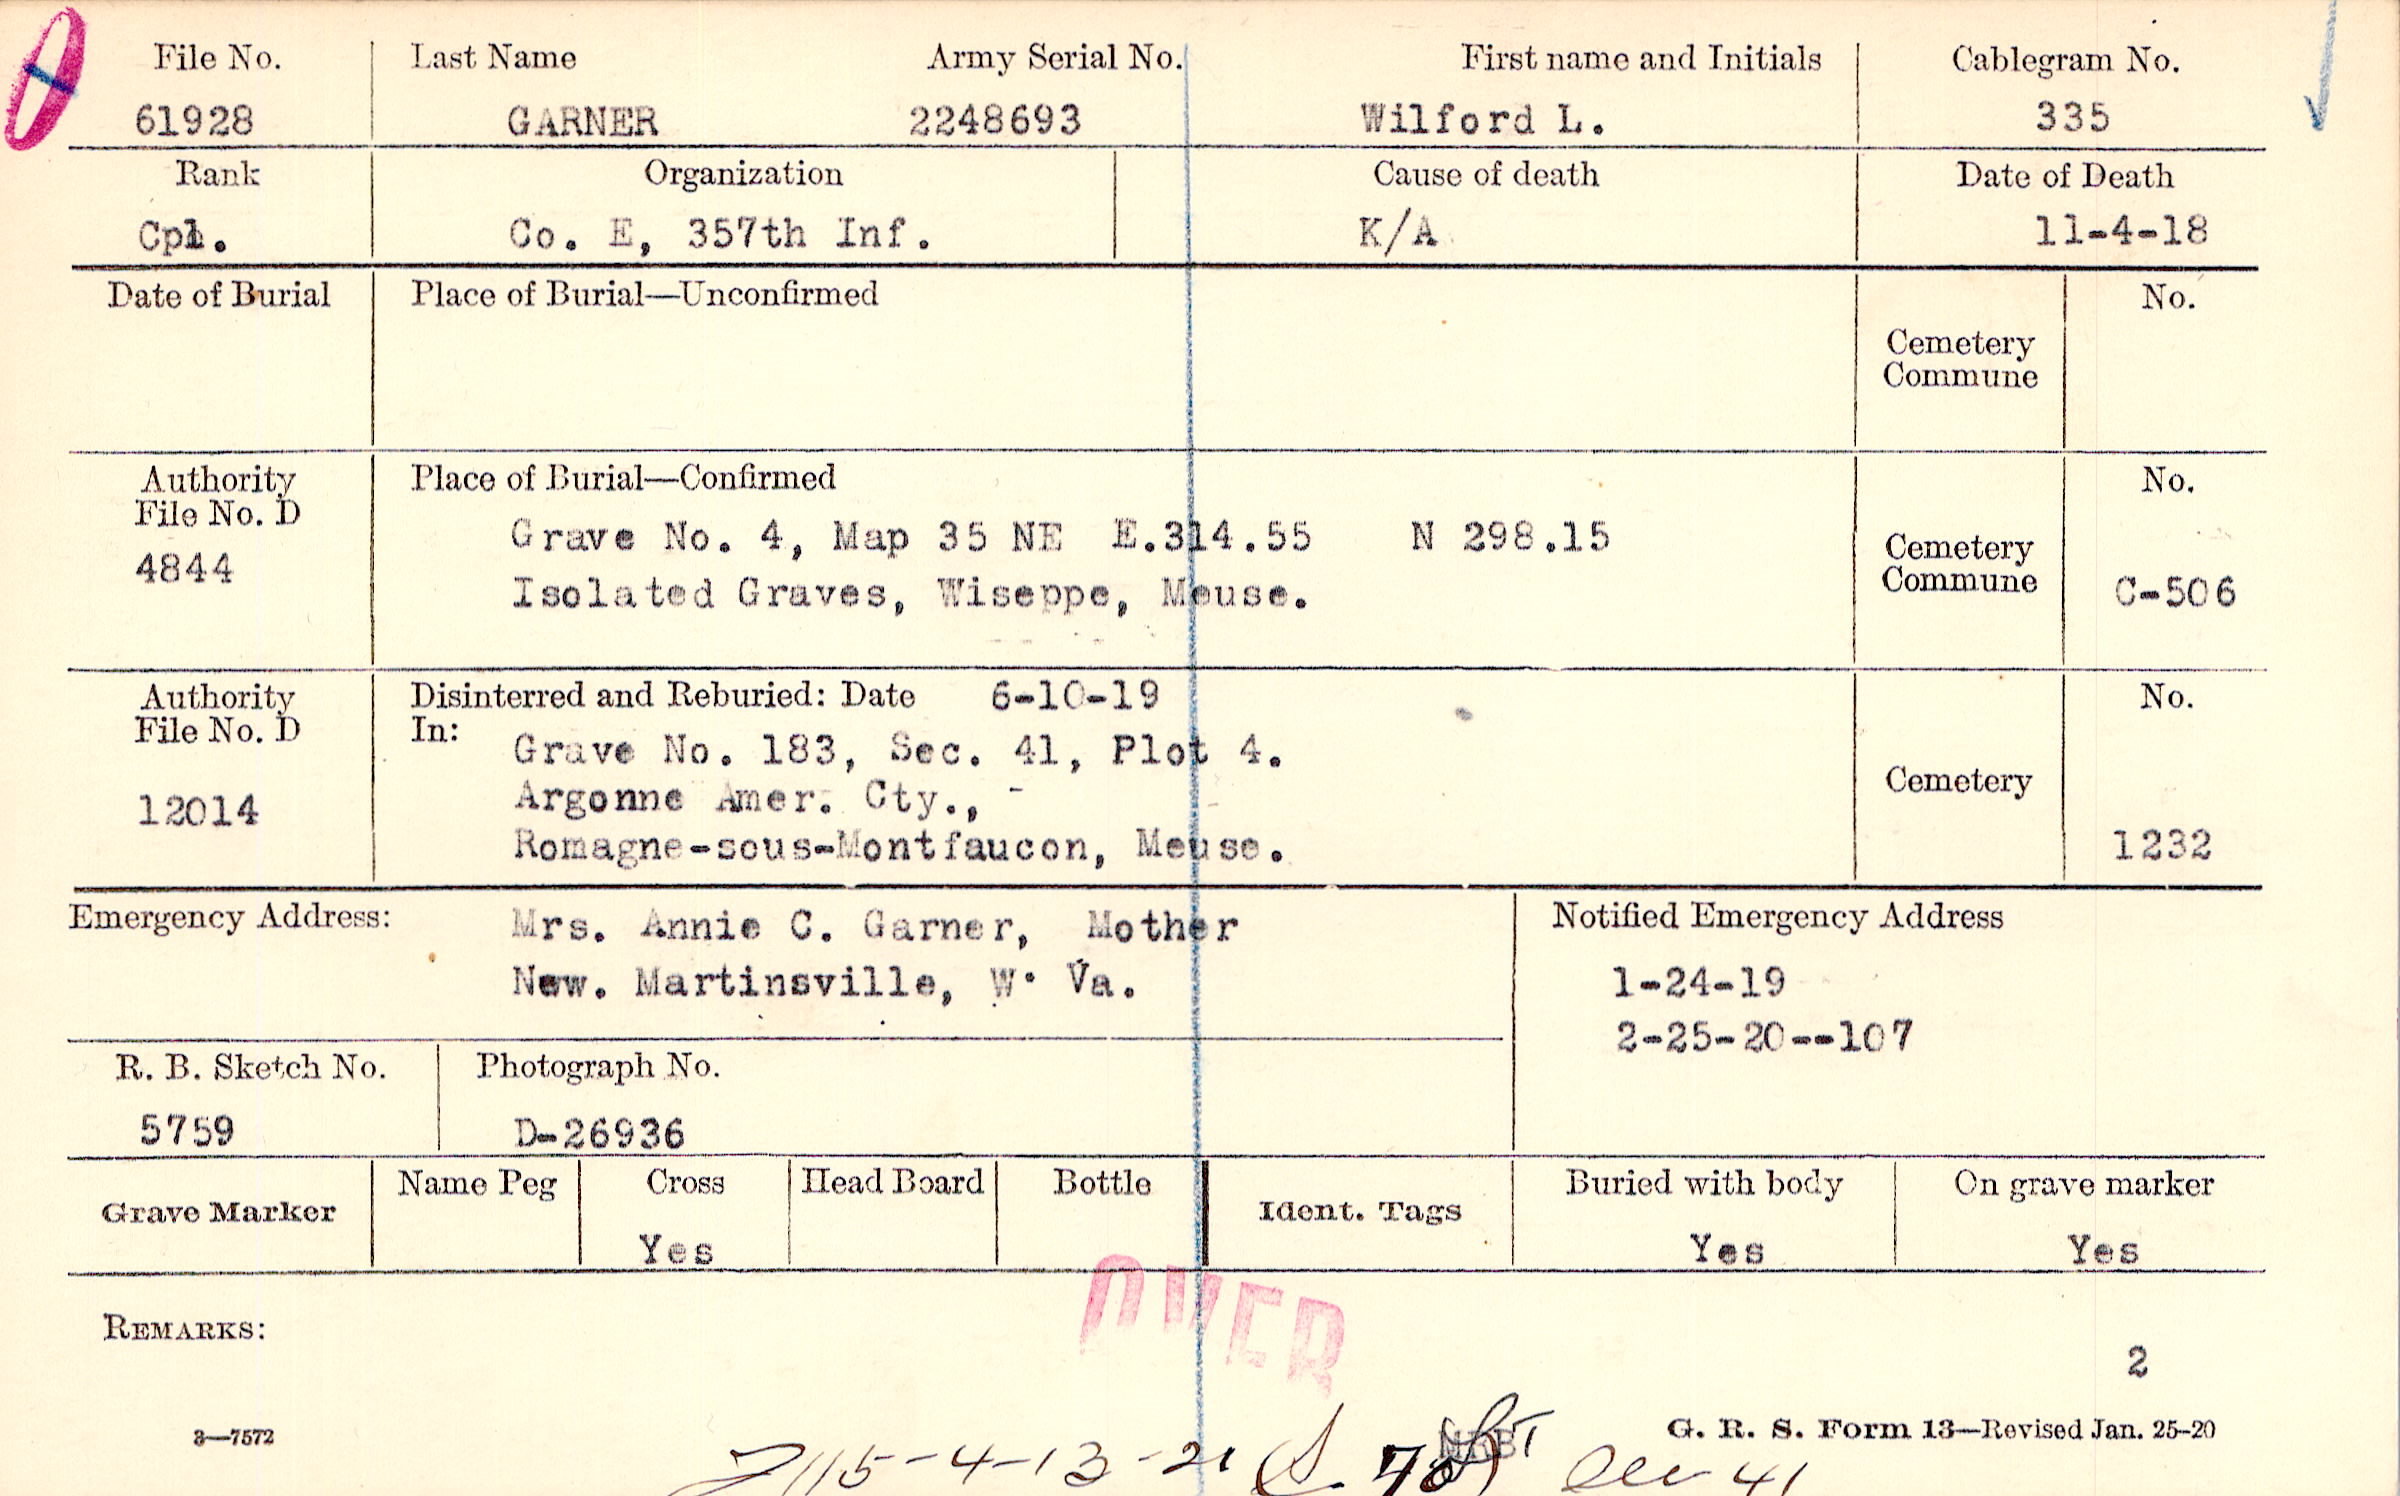 File No. Last Name Army Serial No. First name and Initials Cablegram No.
61928 GARNER 2248693 Wilford L. 335
Rank Organization Cause of death Date of Death
Cpl. Co. E, 357th Inf. K/A 11-4-18
Date of Burial Place of Burial—Unconfirmed No.
Cemetery
Commune
Authority Place of Burial—Confirmed No.
File No. D
4844
Grave No. 4, Map 35 NE E.314.55 N 298.15
Isolated Graves, Wiseppe, Meuse.
Cemetery
Commune
C-506
Authority Disinterred and Reburied: Date 6-10-19 No.
File No. D In:
12014
Grave No. 183, Sec. 41, Plot 4.
Argonne Amer. Cty.,
Romagne-sous-Montfaucon, Meuse.
Cemetery
1232
Emergency Address: Mrs. Annie C. Garner, Mother
New. Martinsville, W. Va.
Notified Emergency Address
1-24-19
2-25-20--107
R. B. Sketch No. Photograph No.
5759 D-26936
Grave Marker Name Peg Cross Head Board Bottle Ident. Tags Buried with body On grave marker
Yes Yes Yes
OVER
REMARKS:
2
3—7572 G. R. S. Form 13—Revised Jan. 25-20
4-13-21 41